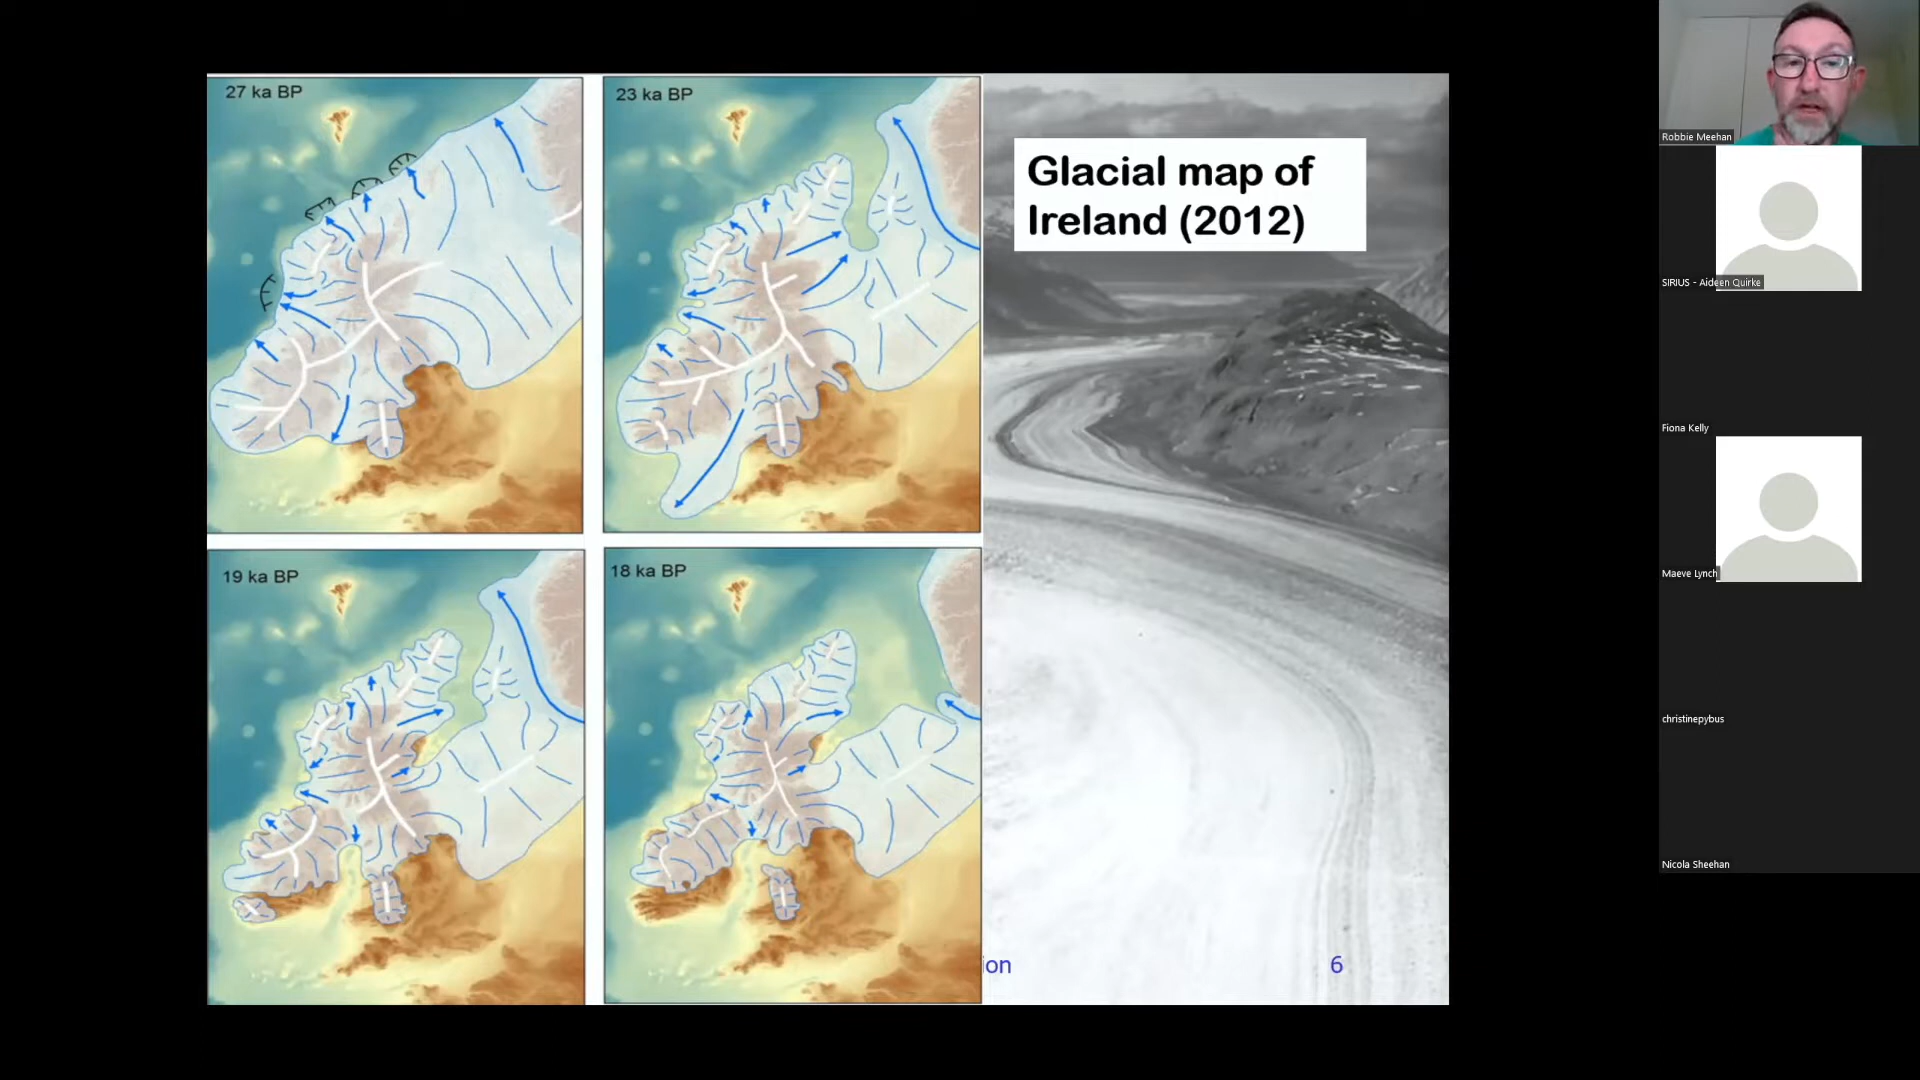 27 ka BP
23 ka BP
19 ka BP
18 ka BP
Glacial map of
Ireland (2012)
ion
6
Robbie Meehan
SIRIUS - Aideen Quirke
Fiona Kelly
Maeve Lynch
christinepybus
Nicola Sheehan